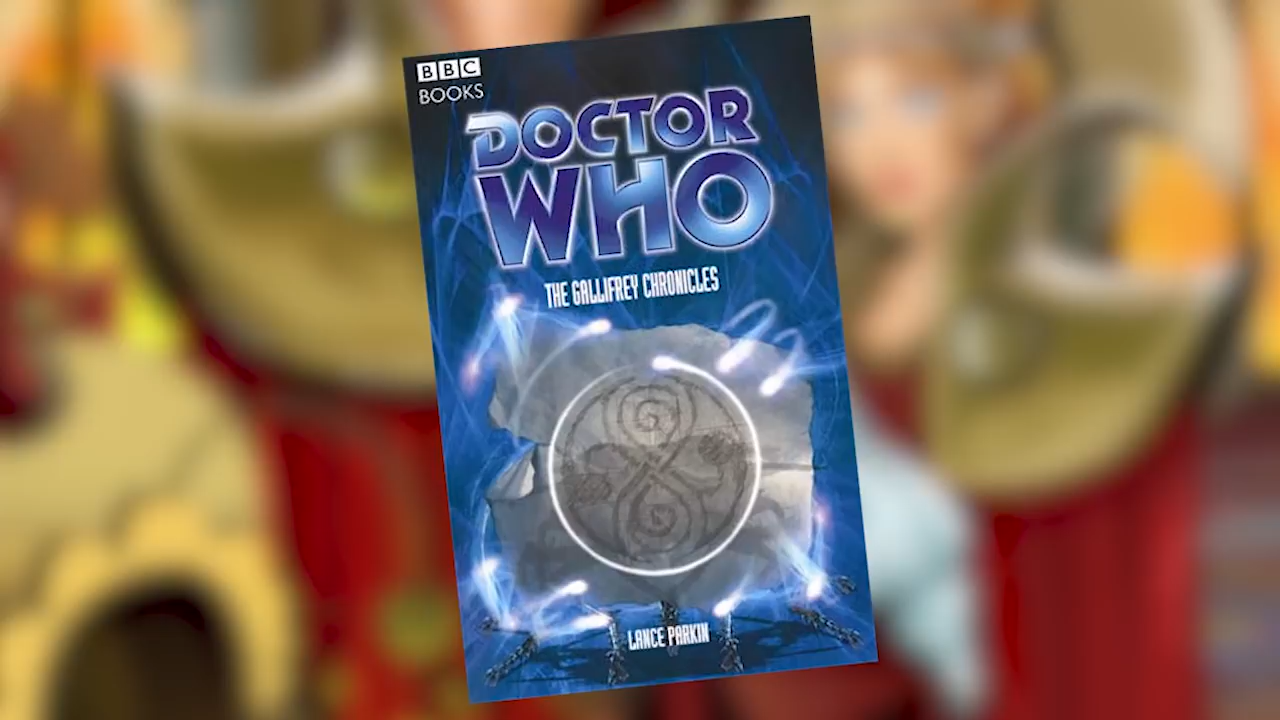 BBC
BOOKS
DOCTOR
WHO
THE GALLIFREY CHRONICLES
LANCE PARKIN